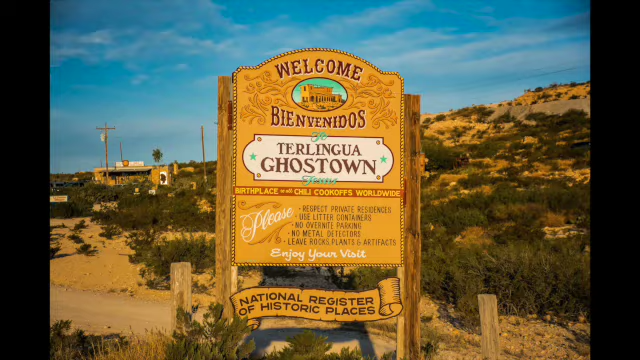 WELCOME
BIENVENIDOS
To
TERLINGUA
GHOSTOWN
Texas
BIRTHPLACE OF ALL CHILI COOKOFFS WORLDWIDE
Please
• RESPECT PRIVATE RESIDENCES
• USE LITTER CONTAINERS
• NO OVERNITE PARKING
• NO METAL DETECTORS
• LEAVE ROCKS, PLANTS & ARTIFACTS
Enjoy Your Visit
NATIONAL REGISTER
OF HISTORIC PLACES